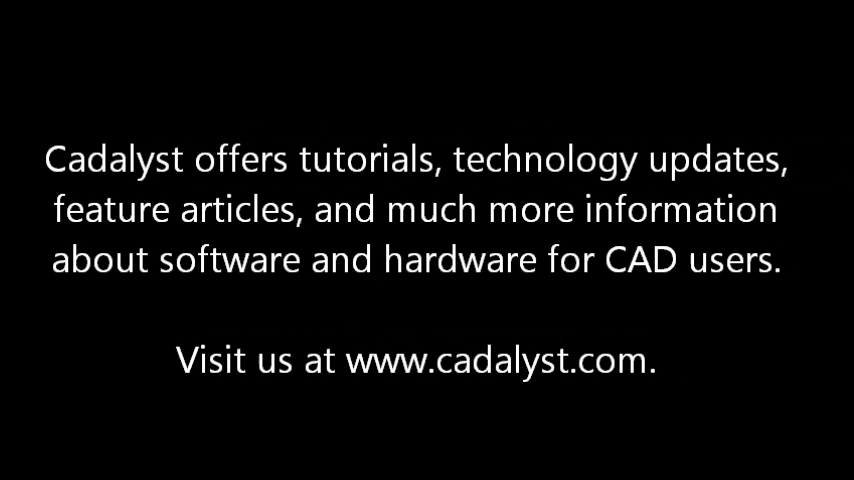 Cadalyst offers tutorials, technology updates,
feature articles, and much more information
about software and hardware for CAD users.
Visit us at www.cadalyst.com.